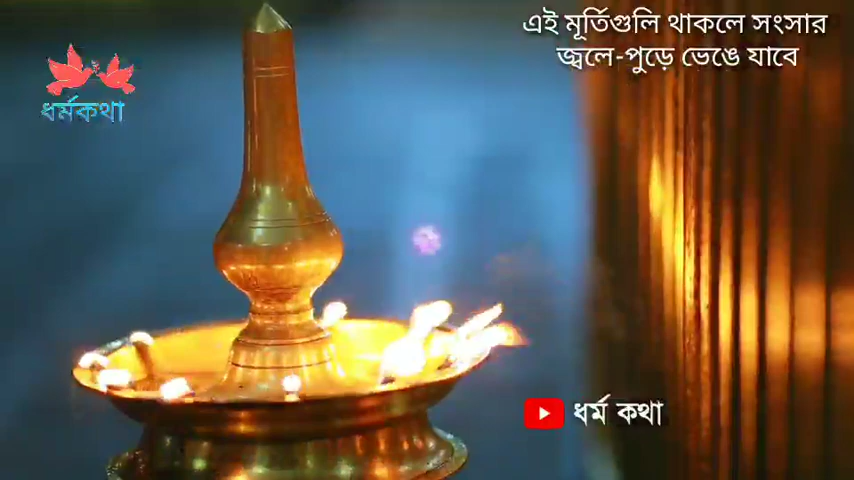 এই মূর্তিগুলি থাকলে সংসার
জ্বলে-পুড়ে ভেঙে যাবে
ধর্মকথা
ধর্ম কথা